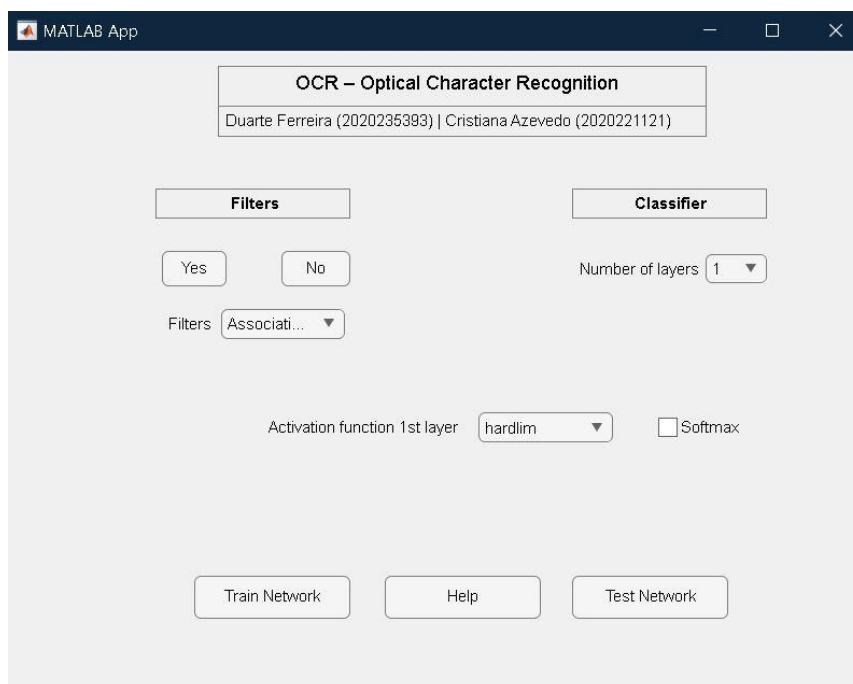 MATLAB App
OCR – Optical Character Recognition
Duarte Ferreira (2020235393) | Cristiana Azevedo (2020221121)
Filters
Classifier
Yes No
Number of layers 1
Filters Associati...
Activation function 1st layer hardlim Softmax
Train Network Help Test Network